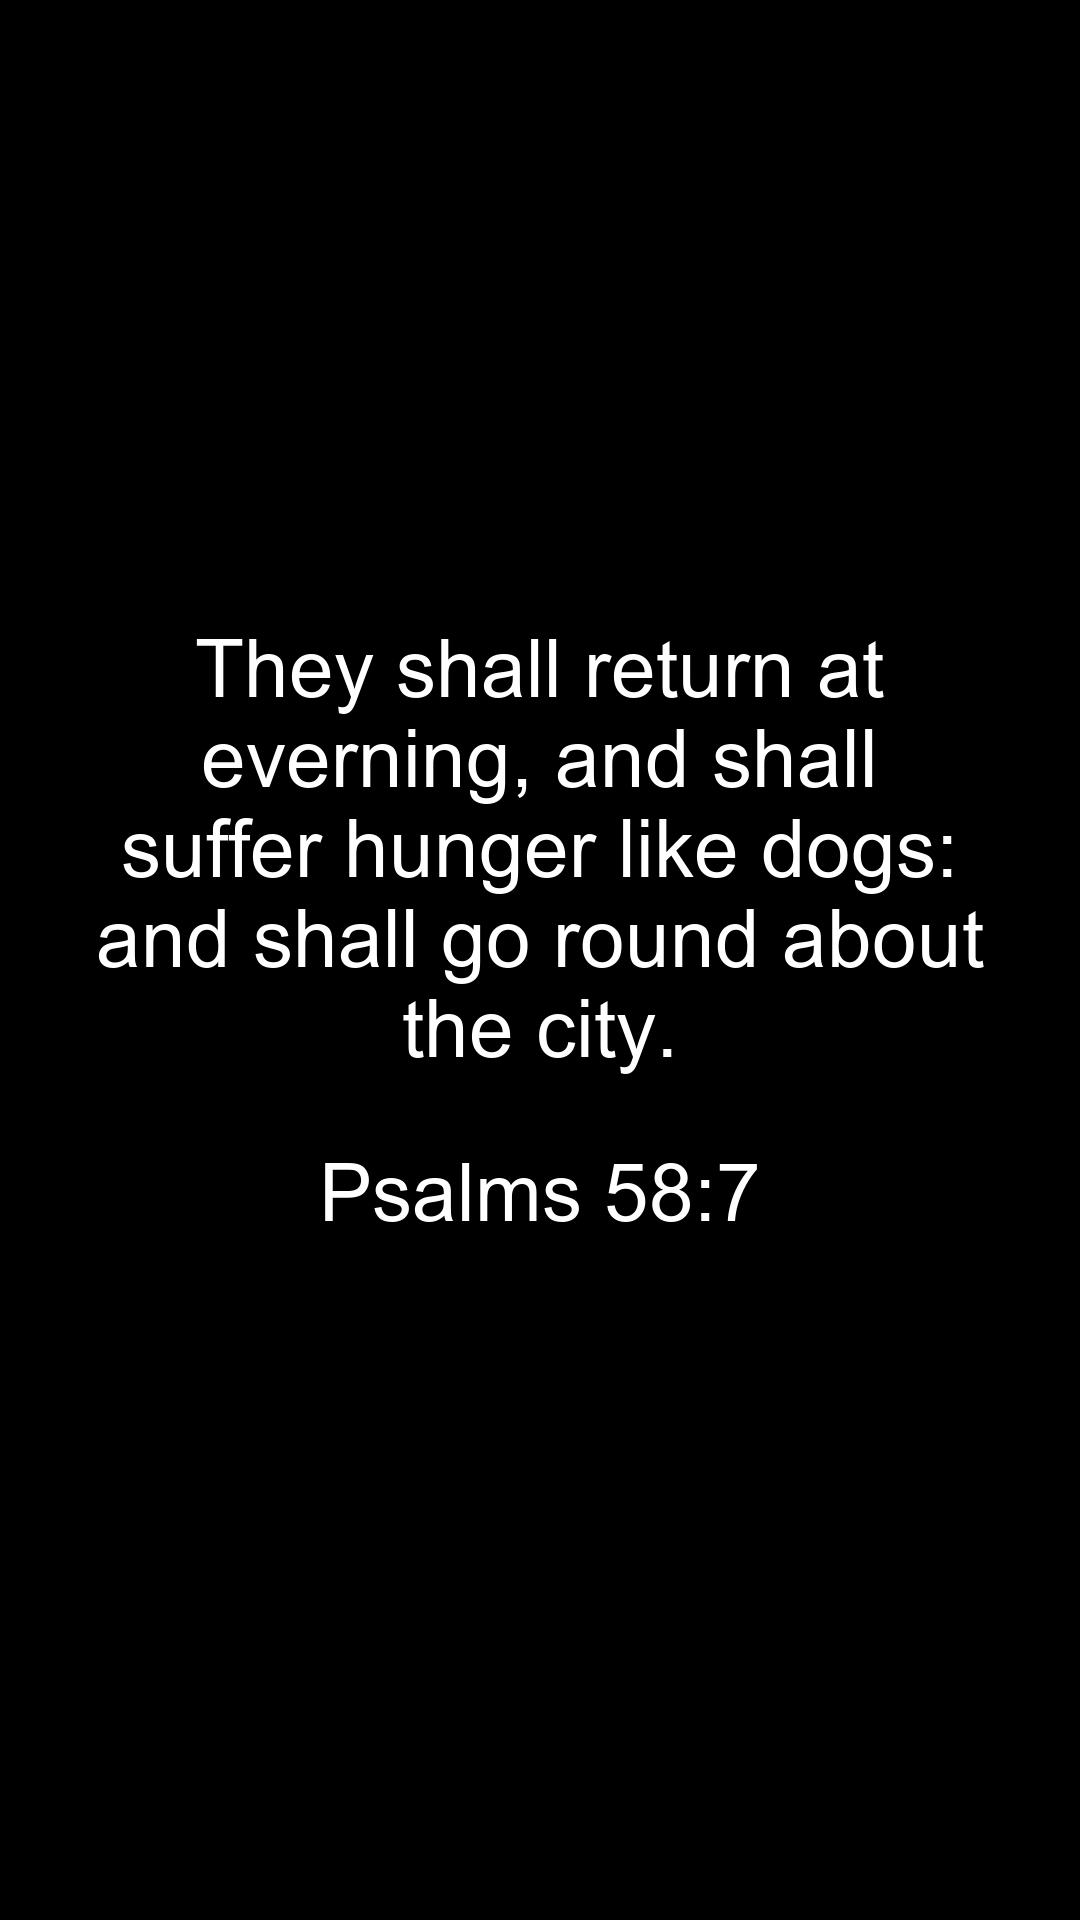 They shall return at
everning, and shall
suffer hunger like dogs:
and shall go round about
the city.
Psalms 58:7